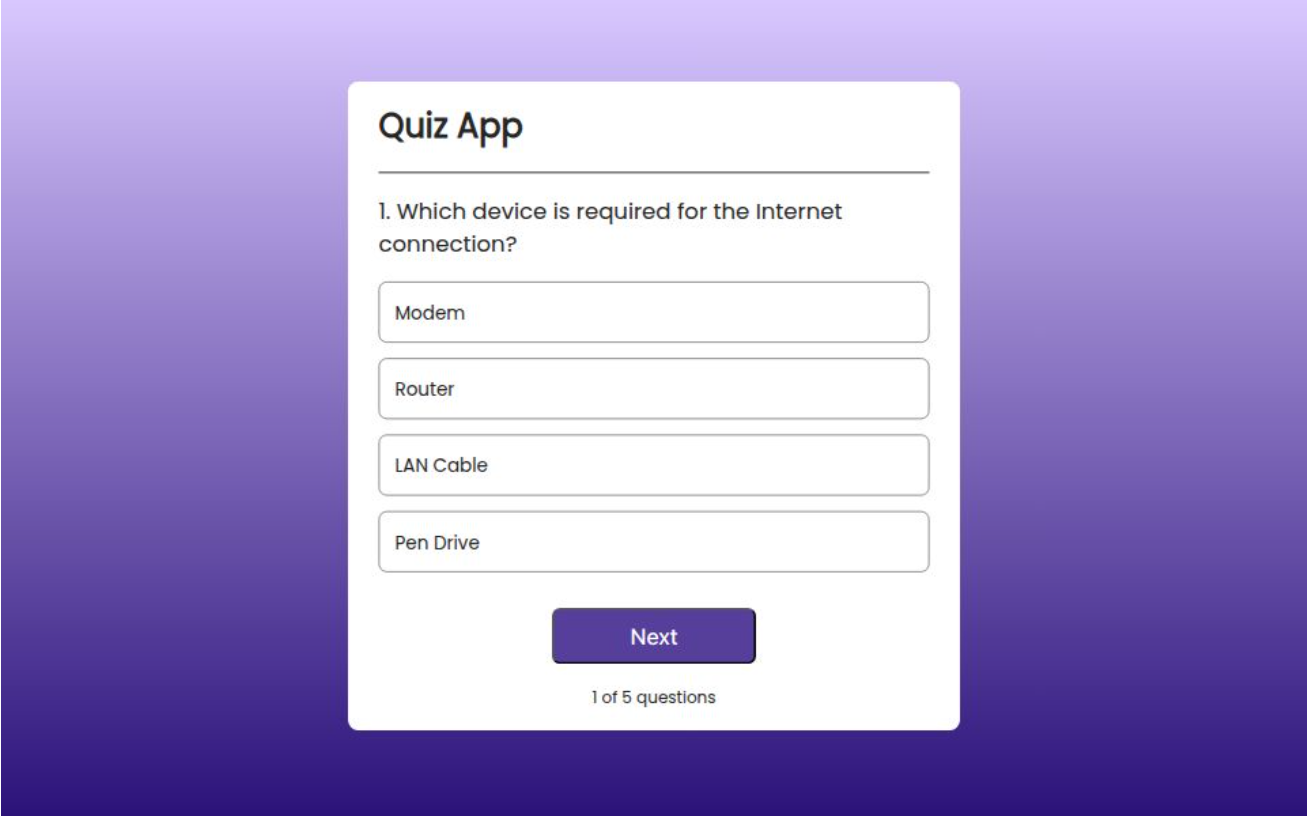 Quiz App
1. Which device is required for the Internet
connection?
Modem
Router
LAN Cable
Pen Drive
Next
1 of 5 questions